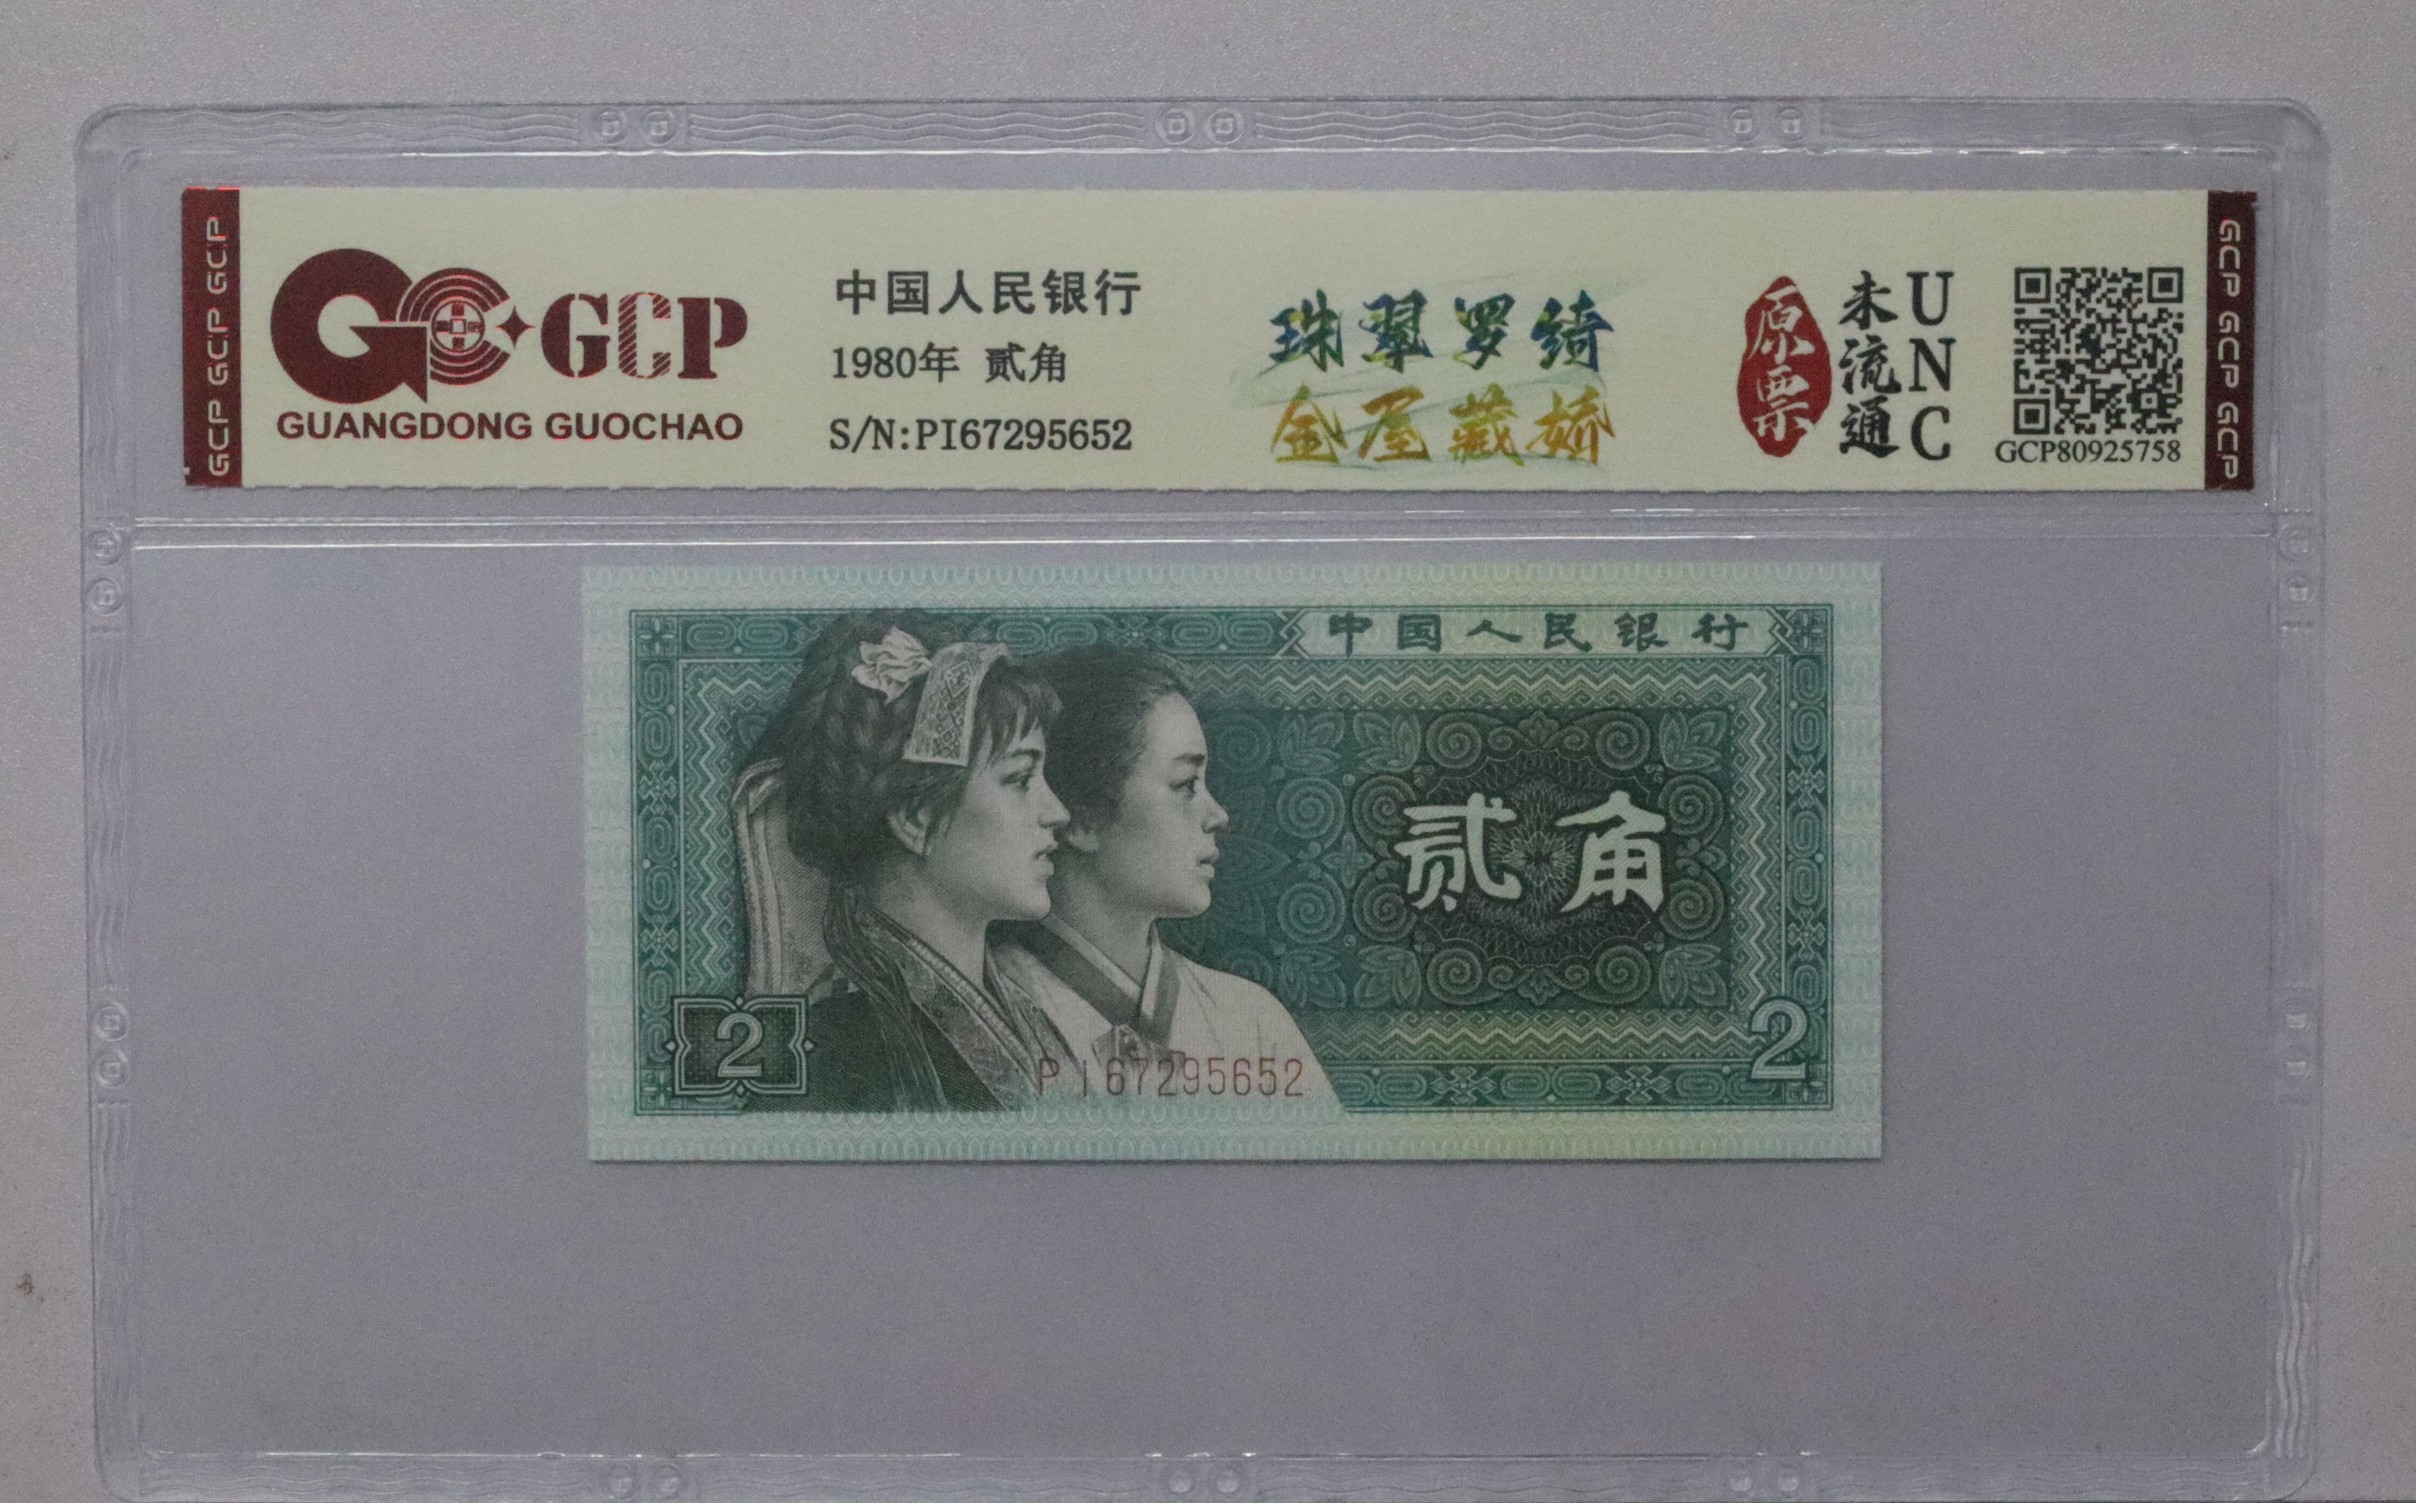 GCP GCP GCP
GCP
GUANGDONG GUOCHAO
中国人民银行
1980年 贰角
S/N:PI67295652
珠翠罗绮
金屋藏娇
原票
未流通
UNC
GCP80925758
GCP GCP GCP
中国人民银行
贰角
2
PI67295652
2